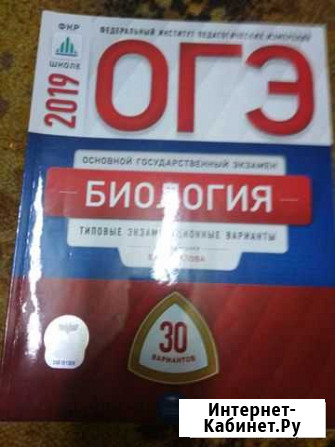 ФЕДЕРАЛЬНЫЙ ИНСТИТУТ ПЕДАГОГИЧЕСКИХ ИЗМЕРЕНИЙ
ШКОЛЕ
2019
ОГЭ
ОСНОВНОЙ ГОСУДАРСТВЕННЫЙ ЭКЗАМЕН
БИОЛОГИЯ
ТИПОВЫЕ ЭКЗАМЕНАЦИОННЫЕ ВАРИАНТЫ
30
ВАРИАНТОВ
Интернет-
Кабинет.Ру